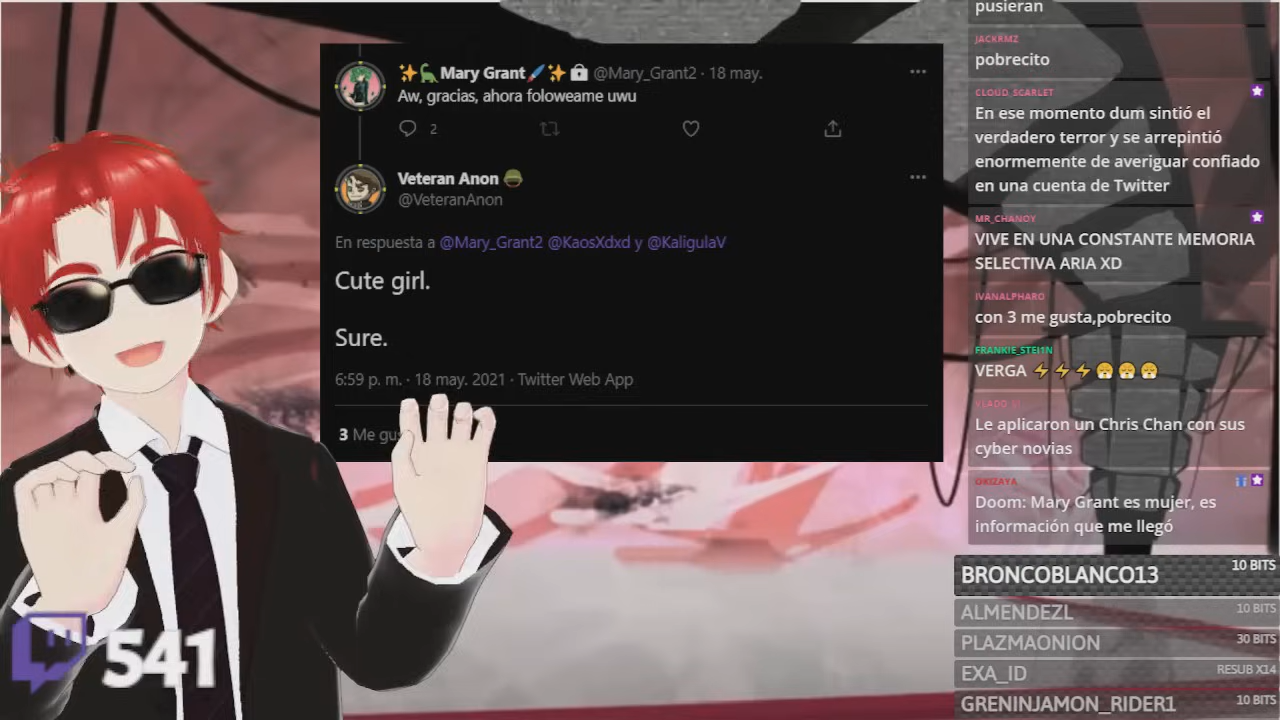 Mary Grant @Mary_Grant2 · 18 may.
Aw, gracias, ahora foloweame uwu
2
Veteran Anon
@VeteranAnon
En respuesta a @Mary_Grant2 @KaosXdxd y @KaligulaV
Cute girl.
Sure.
6:59 p. m. · 18 may. 2021 · Twitter Web App
3 Me gu
541
pusieran
JACKRMZ
pobrecito
CLOUD_SCARLET
En ese momento dum sintió el
verdadero terror y se arrepintió
enormemente de averiguar confiado
en una cuenta de Twitter
MR_CHANOY
VIVE EN UNA CONSTANTE MEMORIA
SELECTIVA ARIA XD
IVANALPHARO
con 3 me gusta,pobrecito
FRANKIE_STEI1N
VERGA ⚡⚡⚡😤😤😤
Le aplicaron un Chris Chan con sus
cyber novias
OKIZAYA
Doom: Mary Grant es mujer, es
información que me llegó
BRONCOBLANCO13 10 BITS
ALMENDEZL 10 BITS
PLAZMAONION 30 BITS
EXA_ID RESUB X14
GRENINJAMON_RIDER1 10 BITS